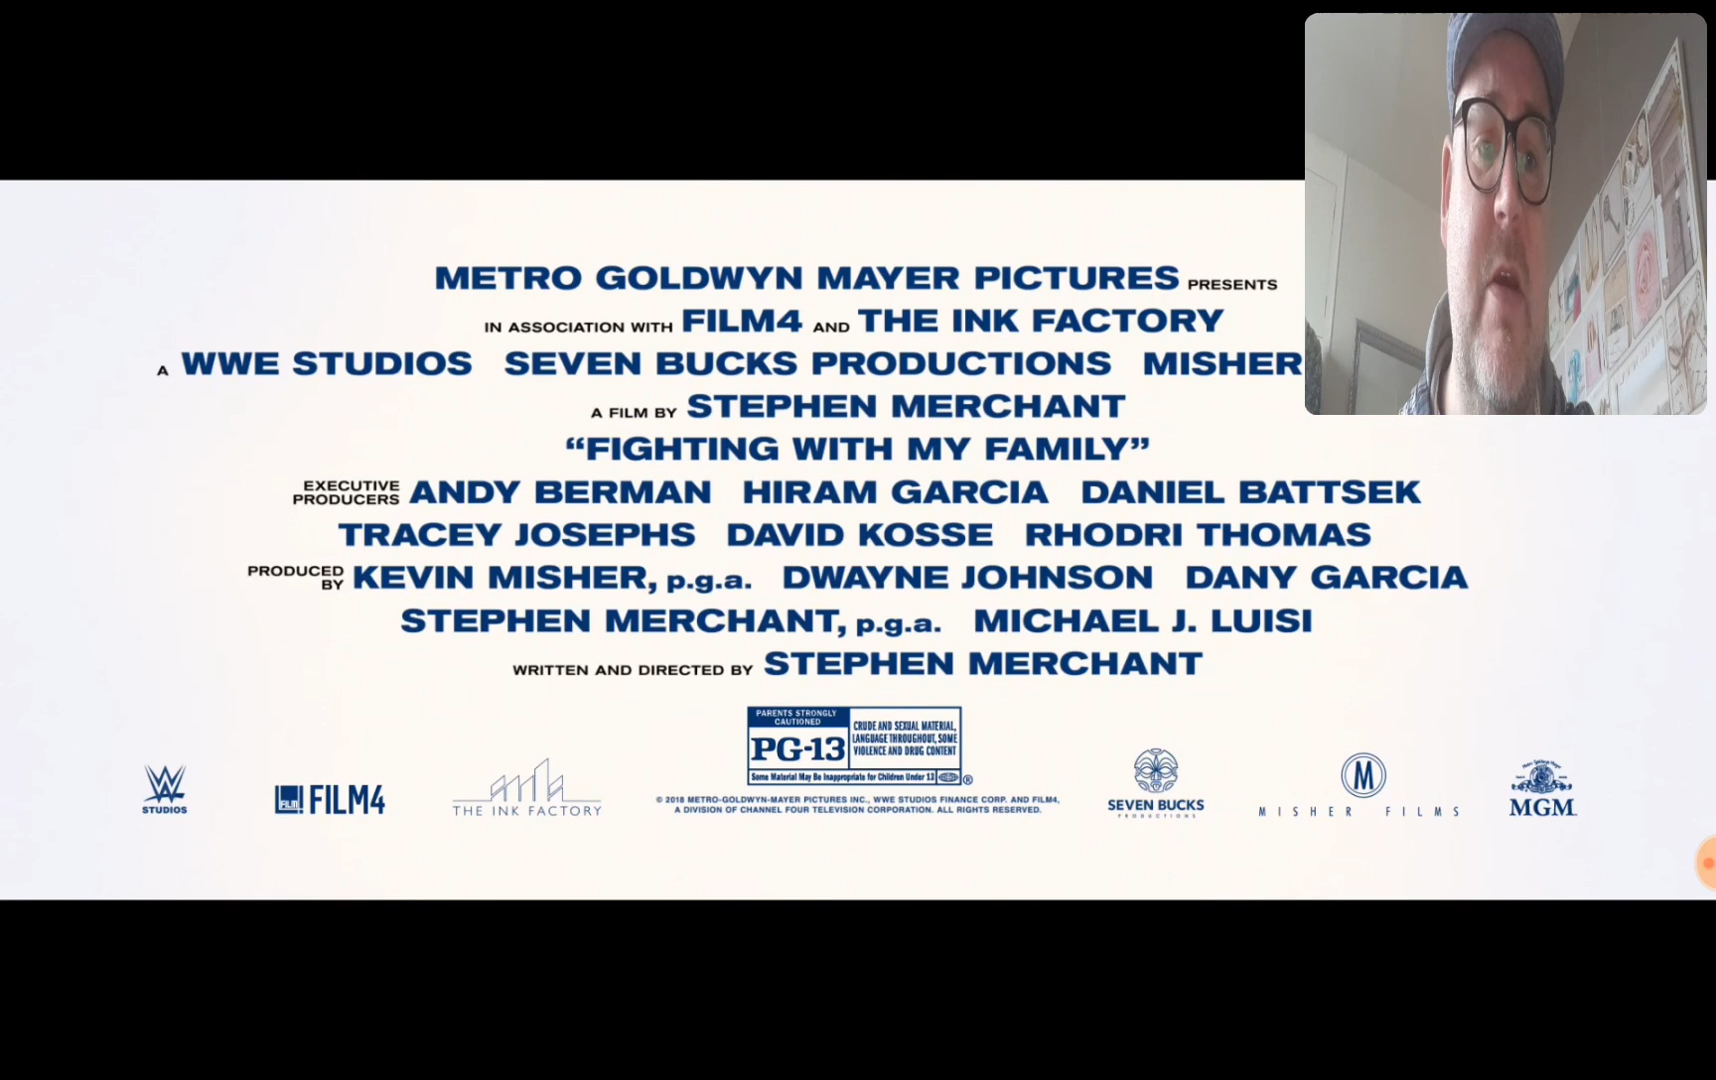 METRO GOLDWYN MAYER PICTURES PRESENTS
IN ASSOCIATION WITH FILM4 AND THE INK FACTORY
A WWE STUDIOS SEVEN BUCKS PRODUCTIONS MISHER
A FILM BY STEPHEN MERCHANT
“FIGHTING WITH MY FAMILY”
EXECUTIVE PRODUCERS ANDY BERMAN HIRAM GARCIA DANIEL BATTSEK
TRACEY JOSEPHS DAVID KOSSE RHODRI THOMAS
PRODUCED BY KEVIN MISHER, p.g.a. DWAYNE JOHNSON DANY GARCIA
STEPHEN MERCHANT, p.g.a. MICHAEL J. LUISI
WRITTEN AND DIRECTED BY STEPHEN MERCHANT
PARENTS STRONGLY
CAUTIONED
PG-13
CRUDE AND SEXUAL MATERIAL,
LANGUAGE THROUGHOUT, SOME
VIOLENCE AND DRUG CONTENT
Some Material May Be Inappropriate for Children Under 13
®
W
STUDIOS
FILM
FILM4
THE INK FACTORY
© 2018 METRO-GOLDWYN-MAYER PICTURES INC., WWE STUDIOS FINANCE CORP. AND FILM4,
A DIVISION OF CHANNEL FOUR TELEVISION CORPORATION. ALL RIGHTS RESERVED.
SEVEN BUCKS
PRODUCTIONS
M
MISHER FILMS
MGM